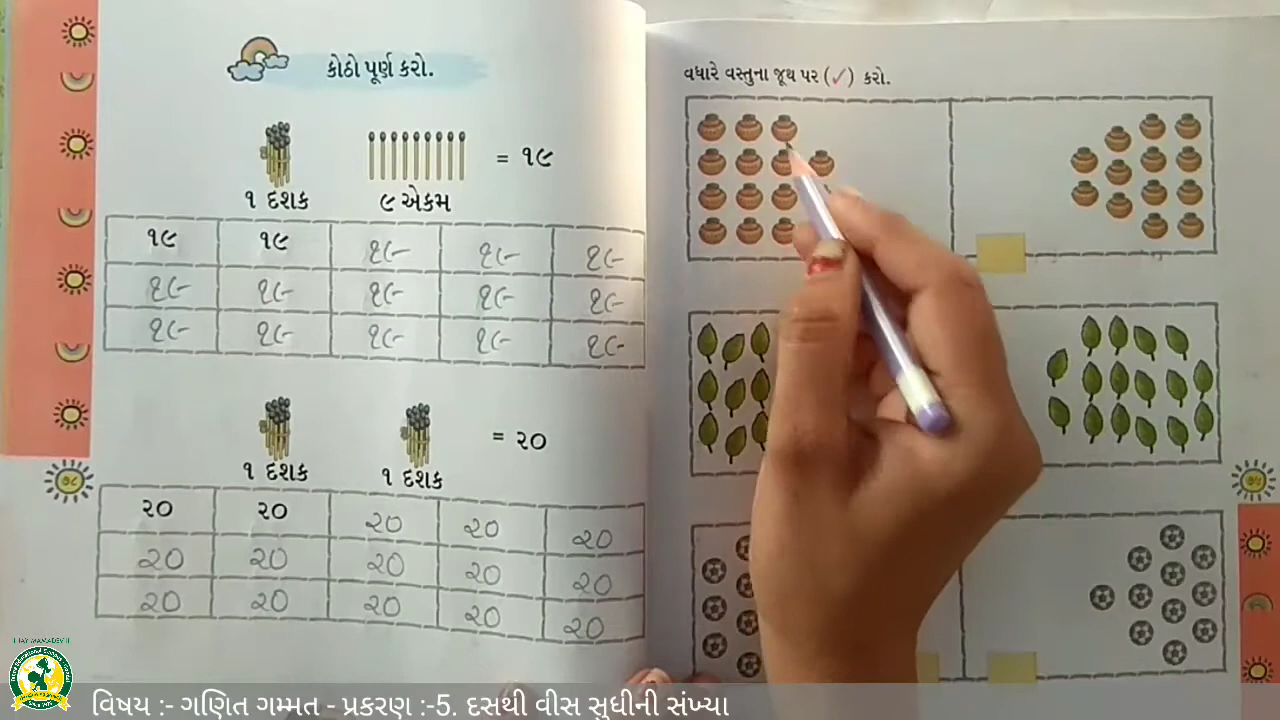 કોઠો પૂર્ણ કરો.
= ૧૯
૧ દશક ૯ એકમ
૧૯ ૧૯ ૧૯ ૧૯ ૧૯
૧૯ ૧૯ ૧૯ ૧૯ ૧૯
૧૯ ૧૯ ૧૯ ૧૯ ૧૯
= ૨૦
૧ દશક ૧ દશક
૨૦ ૨૦ ૨૦ ૨૦ ૨૦
૨૦ ૨૦ ૨૦ ૨૦ ૨૦
૨૦ ૨૦ ૨૦ ૨૦ ૨૦
૭૮
વધારે વસ્તુના જૂથ પર (✓) કરો.
૭૯
વિષય :- ગણિત ગમ્મત - પ્રકરણ :-5. દસથી વીસ સુધીની સંખ્યા